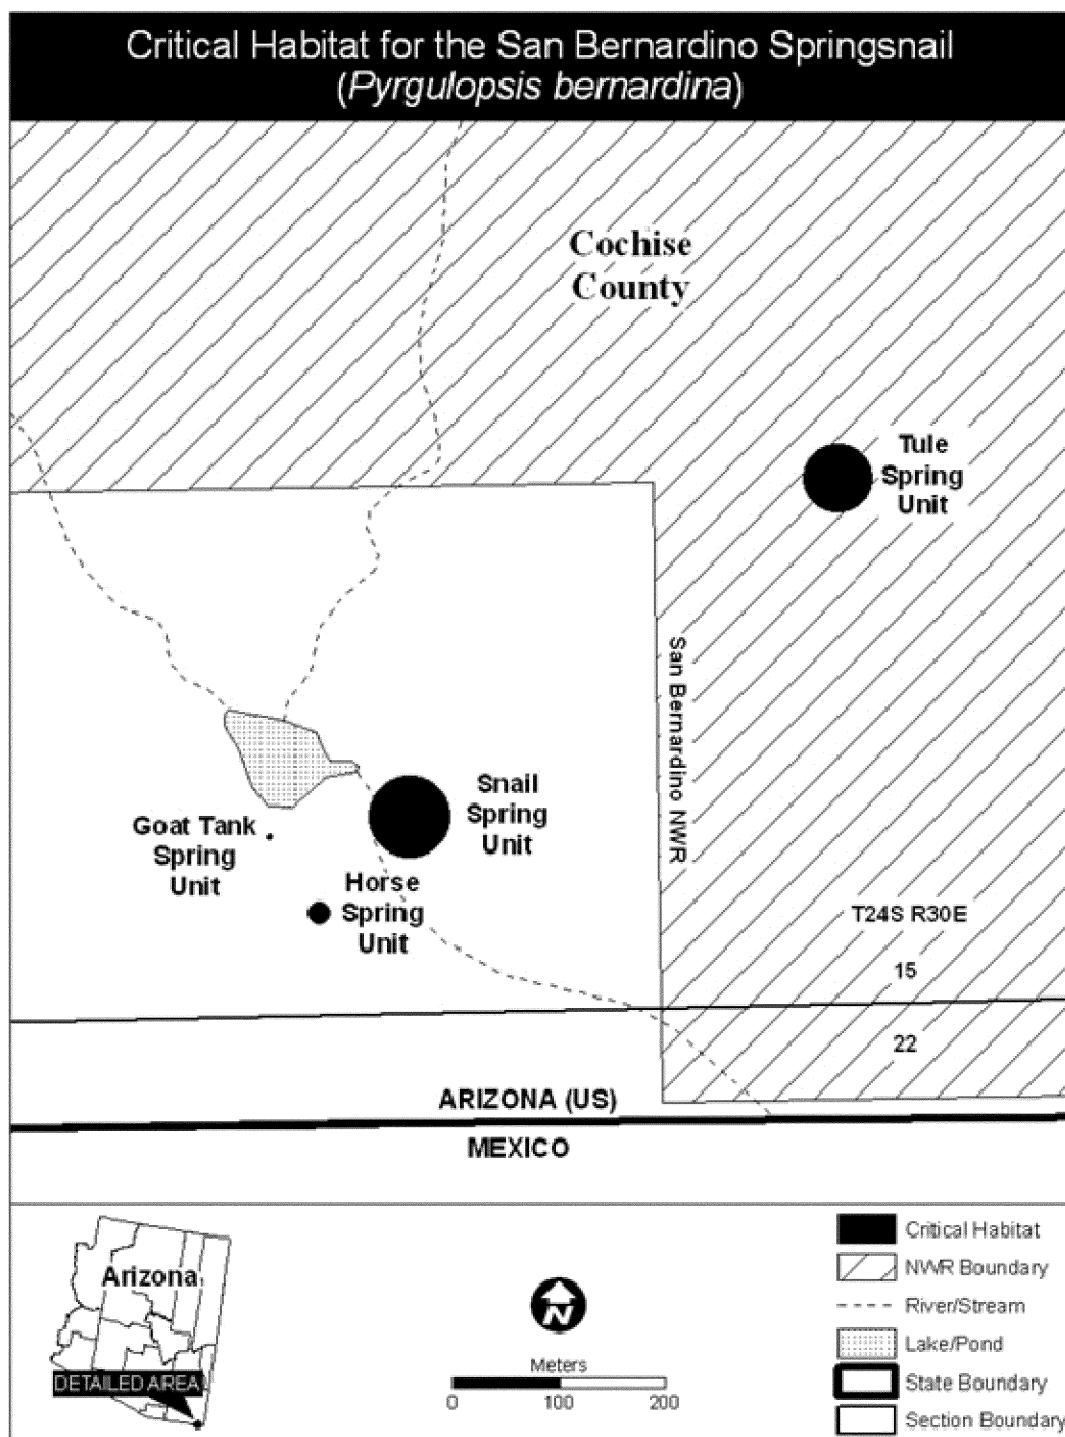 Critical Habitat for the San Bernardino Springsnail
(Pyrgulopsis bernardina)
Cochise
County
Tule
Spring
Unit
San Bernardino NWR
Snail
Spring
Unit
Goat Tank
Spring
Unit
Horse
Spring
Unit
T24S R30E
15
22
ARIZONA (US)
MEXICO
Arizona
DETAILED AREA
N
Meters
0 100 200
Critical Habitat
NWR Boundary
River/Stream
Lake/Pond
State Boundary
Section Boundary